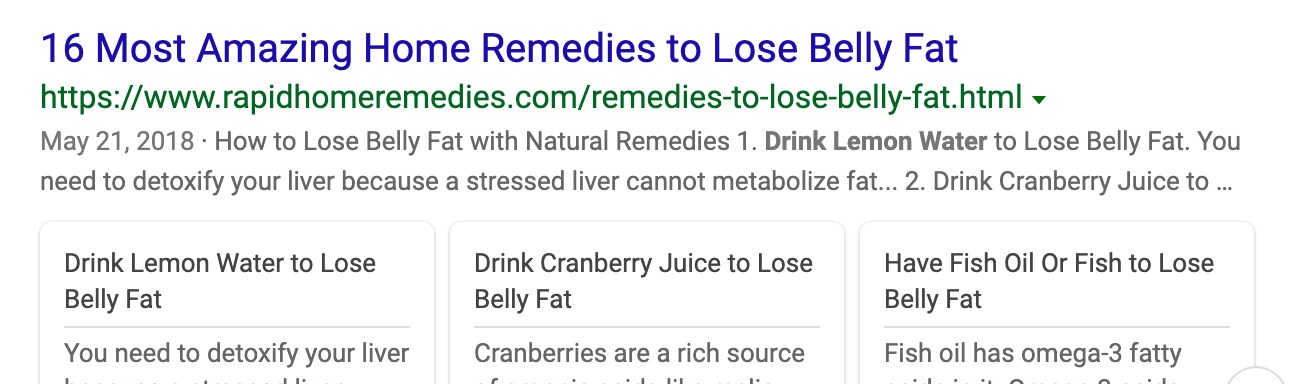 16 Most Amazing Home Remedies to Lose Belly Fat
https://www.rapidhomeremedies.com/remedies-to-lose-belly-fat.html
May 21, 2018 · How to Lose Belly Fat with Natural Remedies 1. Drink Lemon Water to Lose Belly Fat. You
need to detoxify your liver because a stressed liver cannot metabolize fat... 2. Drink Cranberry Juice to ...
Drink Lemon Water to Lose
Belly Fat
You need to detoxify your liver
Drink Cranberry Juice to Lose
Belly Fat
Cranberries are a rich source
Have Fish Oil Or Fish to Lose
Belly Fat
Fish oil has omega-3 fatty